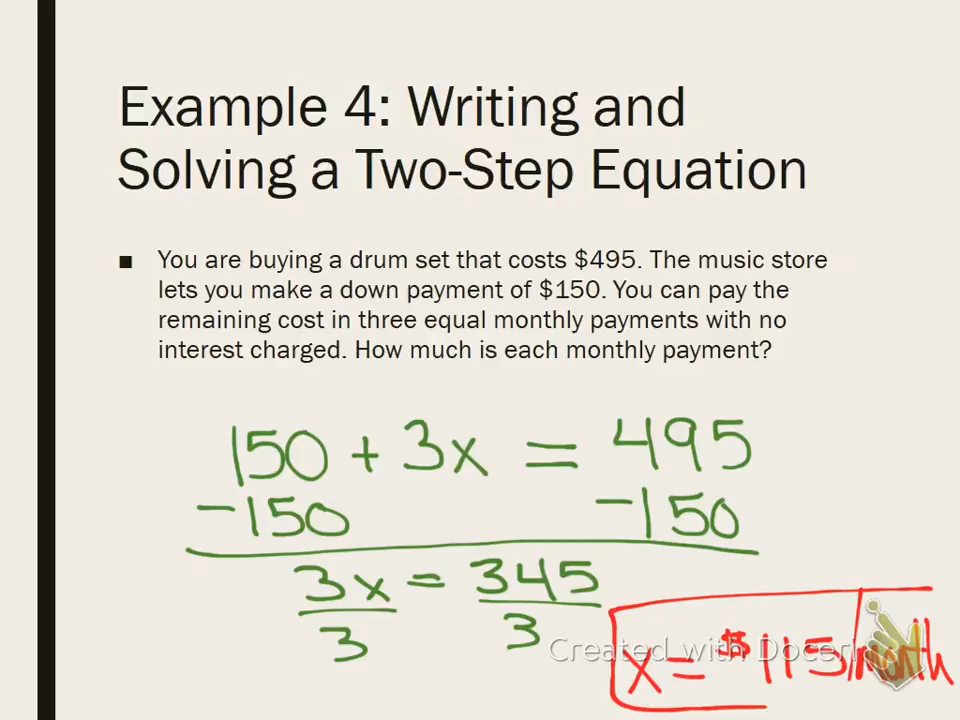 Example 4: Writing and
Solving a Two-Step Equation
■ You are buying a drum set that costs $495. The music store
lets you make a down payment of $150. You can pay the
remaining cost in three equal monthly payments with no
interest charged. How much is each monthly payment?
150 + 3x = 495
-150 -150
3x = 345
3 3
Created with Doceri
x = $115/month